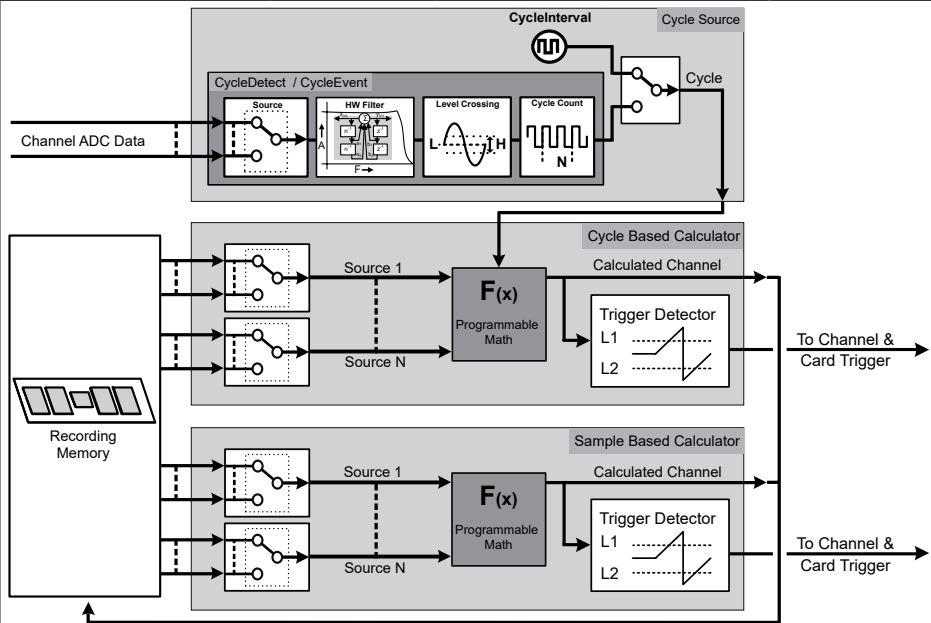 CycleInterval
Cycle Source
CycleDetect / CycleEvent
Cycle
Source
HW Filter
Level Crossing
Cycle Count
Channel ADC Data
Σ
A
F
L
H
N
Cycle Based Calculator
Source 1
Calculated Channel
F(x)
Programmable
Math
Trigger Detector
L1
L2
Source N
To Channel &
Card Trigger
Recording
Memory
Sample Based Calculator
Source 1
Calculated Channel
F(x)
Programmable
Math
Trigger Detector
L1
L2
Source N
To Channel &
Card Trigger